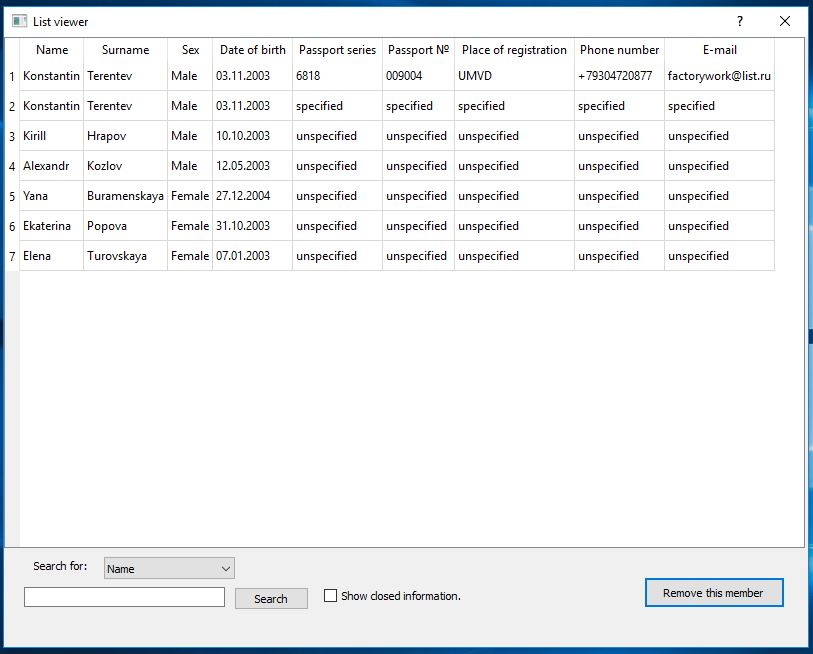 List viewer ?
Name Surname Sex Date of birth Passport series Passport № Place of registration Phone number E-mail
1 Konstantin Terentev Male 03.11.2003 6818 009004 UMVD +79304720877 factorywork@list.ru
2 Konstantin Terentev Male 03.11.2003 specified specified specified specified specified
3 Kirill Hrapov Male 10.10.2003 unspecified unspecified unspecified unspecified unspecified
4 Alexandr Kozlov Male 12.05.2003 unspecified unspecified unspecified unspecified unspecified
5 Yana Buramenskaya Female 27.12.2004 unspecified unspecified unspecified unspecified unspecified
6 Ekaterina Popova Female 31.10.2003 unspecified unspecified unspecified unspecified unspecified
7 Elena Turovskaya Female 07.01.2003 unspecified unspecified unspecified unspecified unspecified
Search for: Name
Search Show closed information. Remove this member